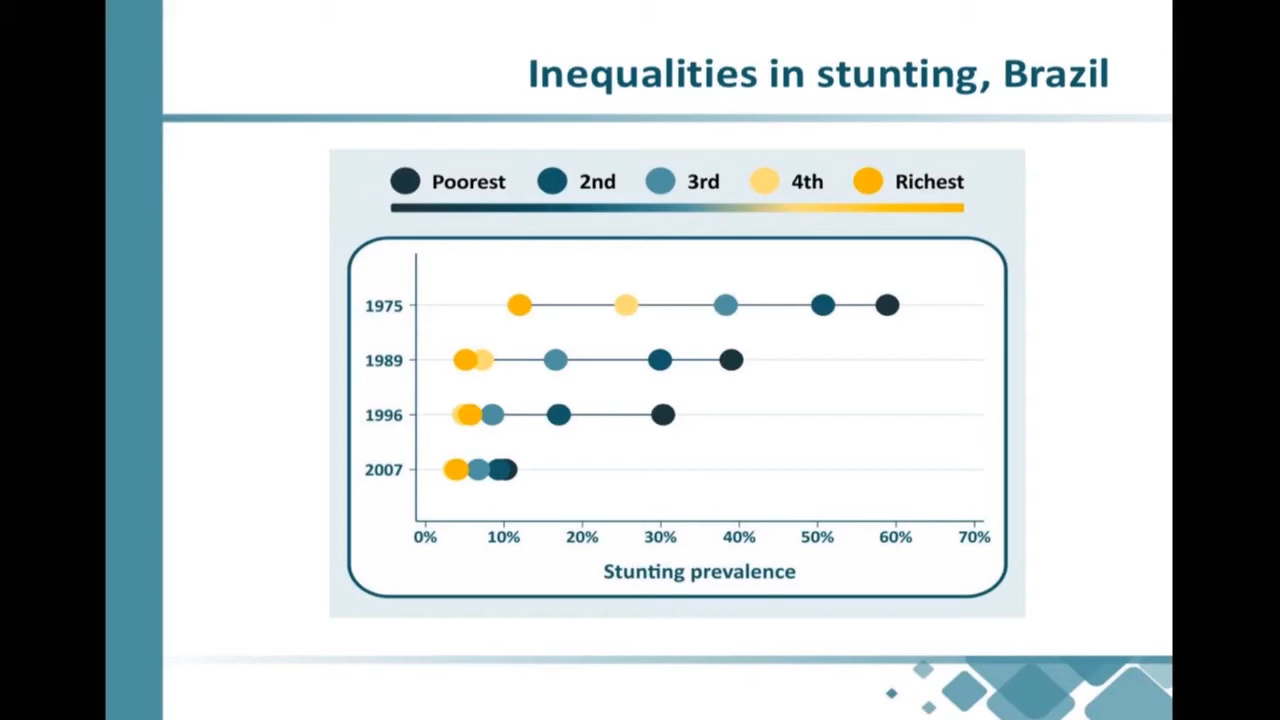 Inequalities in stunting, Brazil
Poorest 2nd 3rd 4th Richest
1975
1989
1996
2007
0% 10% 20% 30% 40% 50% 60% 70%
Stunting prevalence